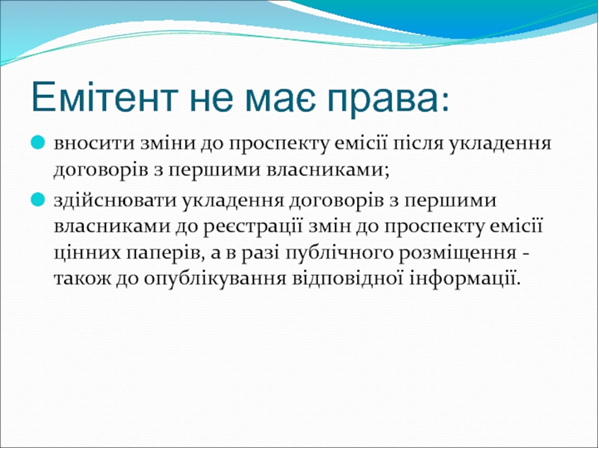 Емітент не має права:
вносити зміни до проспекту емісії після укладення
договорів з першими власниками;
здійснювати укладення договорів з першими
власниками до реєстрації змін до проспекту емісії
цінних паперів, а в разі публічного розміщення -
також до опублікування відповідної інформації.